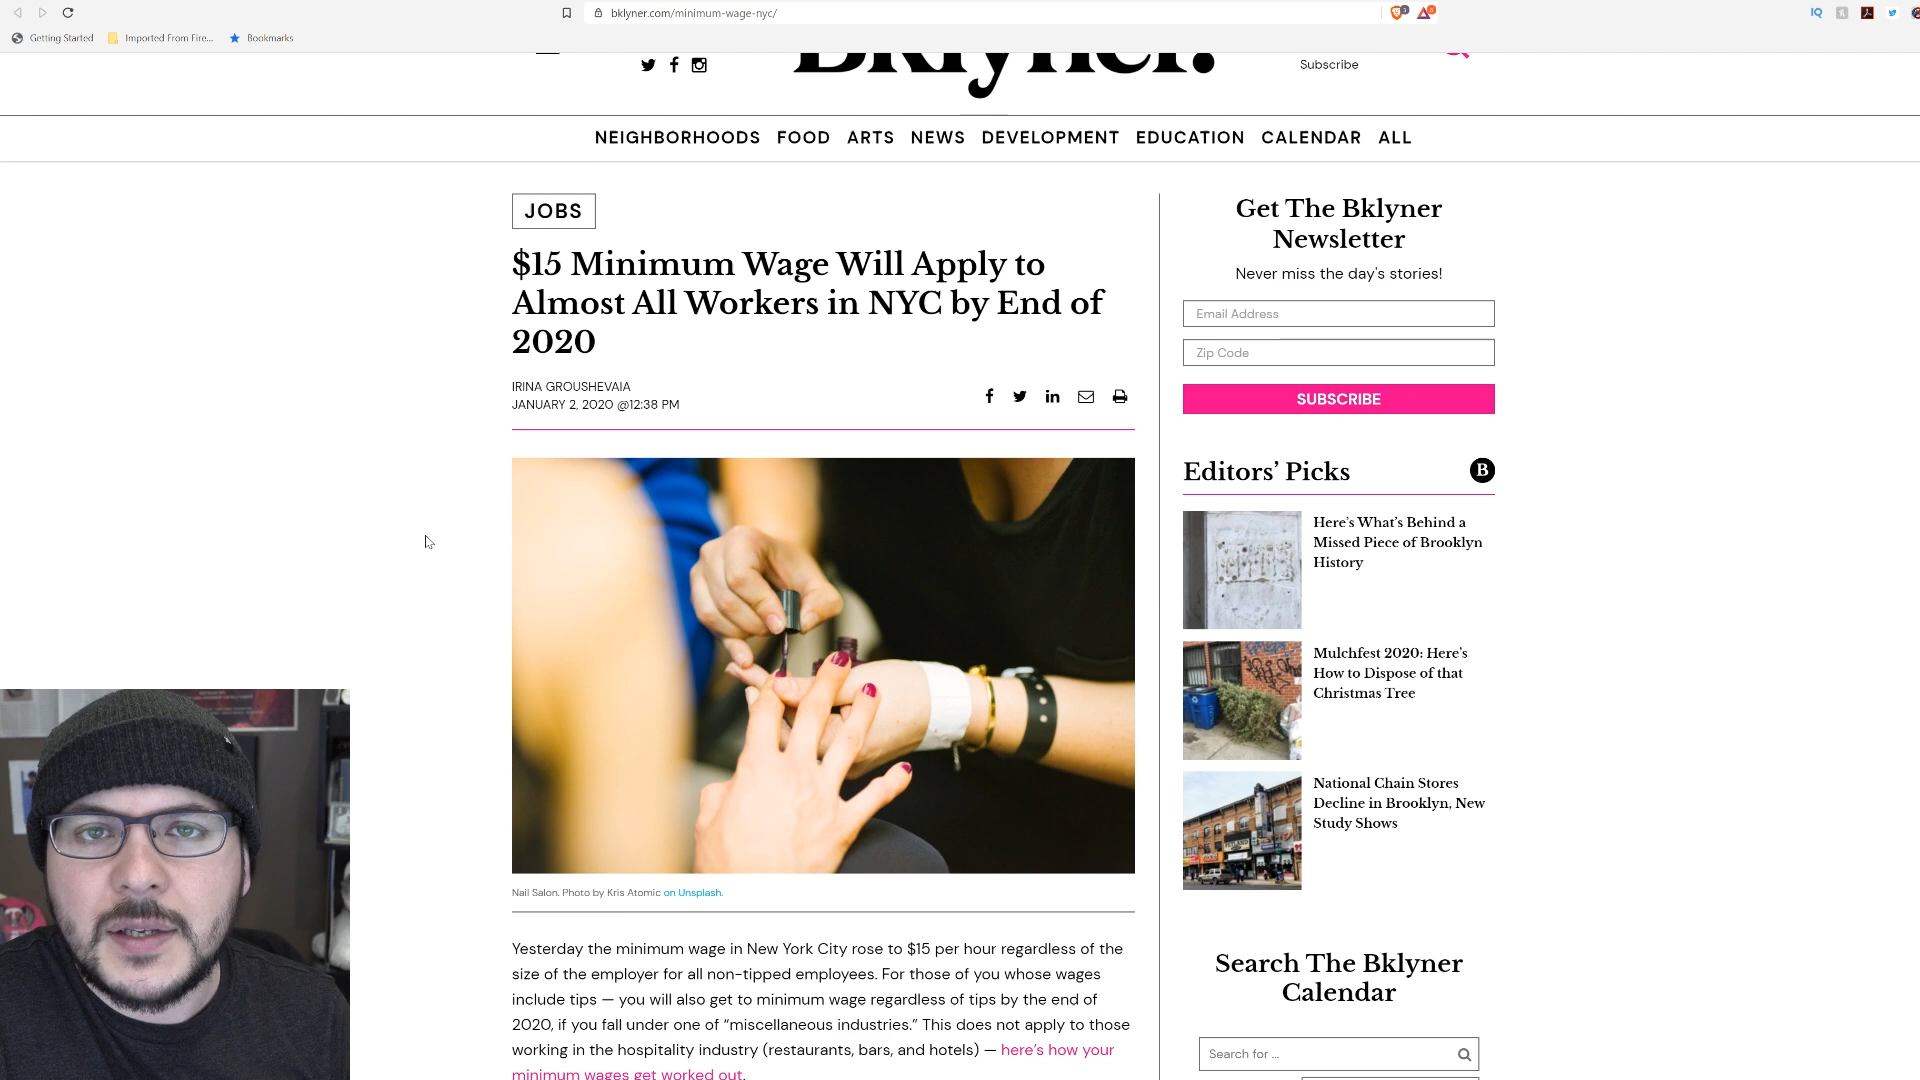 bklyner.com/minimum-wage-nyc/
Getting Started
Imported From Fire...
Bookmarks
Bklyner.
Subscribe
NEIGHBORHOODS FOOD ARTS NEWS DEVELOPMENT EDUCATION CALENDAR ALL
JOBS
$15 Minimum Wage Will Apply to
Almost All Workers in NYC by End of
2020
IRINA GROUSHEVAIA
JANUARY 2, 2020 @12:38 PM
Nail Salon. Photo by Kris Atomic on Unsplash.
Yesterday the minimum wage in New York City rose to $15 per hour regardless of the
size of the employer for all non-tipped employees. For those of you whose wages
include tips — you will also get to minimum wage regardless of tips by the end of
2020, if you fall under one of “miscellaneous industries.” This does not apply to those
working in the hospitality industry (restaurants, bars, and hotels) — here’s how your
minimum wages get worked out.
Get The Bklyner
Newsletter
Never miss the day's stories!
Email Address
Zip Code
SUBSCRIBE
Editors’ Picks
B
Here’s What’s Behind a
Missed Piece of Brooklyn
History
Mulchfest 2020: Here’s
How to Dispose of that
Christmas Tree
National Chain Stores
Decline in Brooklyn, New
Study Shows
Search The Bklyner
Calendar
Search for ...